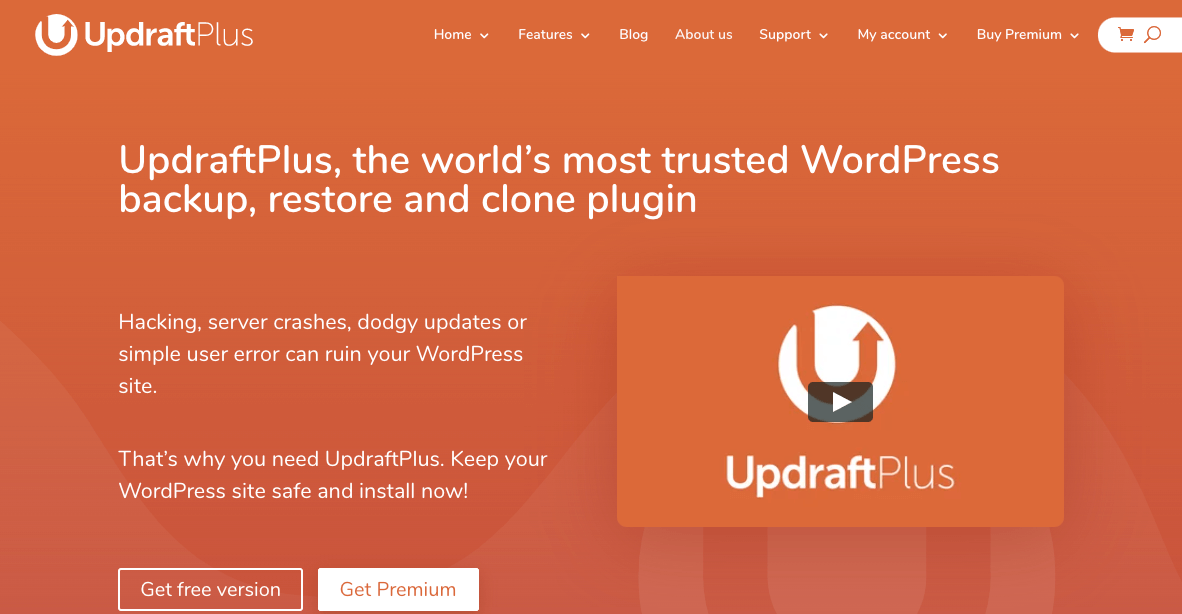 UpdraftPlus
Home
Features
Blog
About us
Support
My account
Buy Premium
UpdraftPlus, the world’s most trusted WordPress
backup, restore and clone plugin
Hacking, server crashes, dodgy updates or
simple user error can ruin your WordPress
site.
That’s why you need UpdraftPlus. Keep your
WordPress site safe and install now!
UpdraftPlus
Get free version
Get Premium